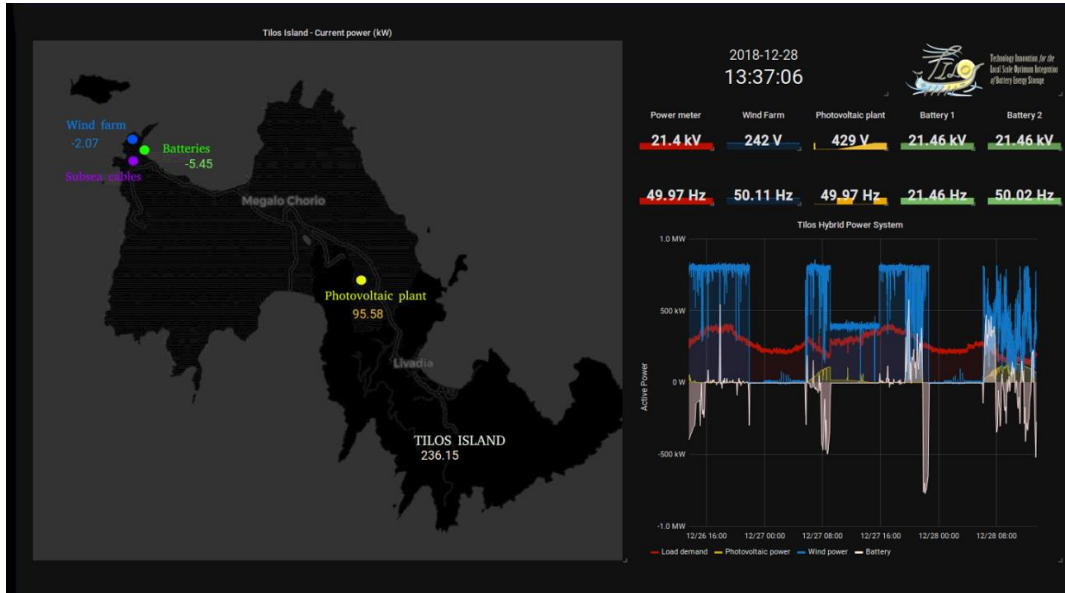 Tilos Island - Current power (kW)
Wind farm
-2.07
Batteries
-5.45
Subsea cables
Megalo Chorio
Photovoltaic plant
95.58
Livadia
TILOS ISLAND
236.15
2018-12-28
13:37:06
TILOS
Technology Innovation for the
Local Scale Optimum Integration
of Battery Energy Storage
Power meter Wind Farm Photovoltaic plant Battery 1 Battery 2
21.4 kV 242 V 429 V 21.46 kV 21.46 kV
49.97 Hz 50.11 Hz 49.97 Hz 21.46 Hz 50.02 Hz
Tilos Hybrid Power System
1.0 MW
500 kW
0 W
-500 kW
-1.0 MW
Active Power
12/26 16:00 12/27 00:00 12/27 08:00 12/27 16:00 12/28 00:00 12/28 08:00
Load demand Photovoltaic power Wind power Battery